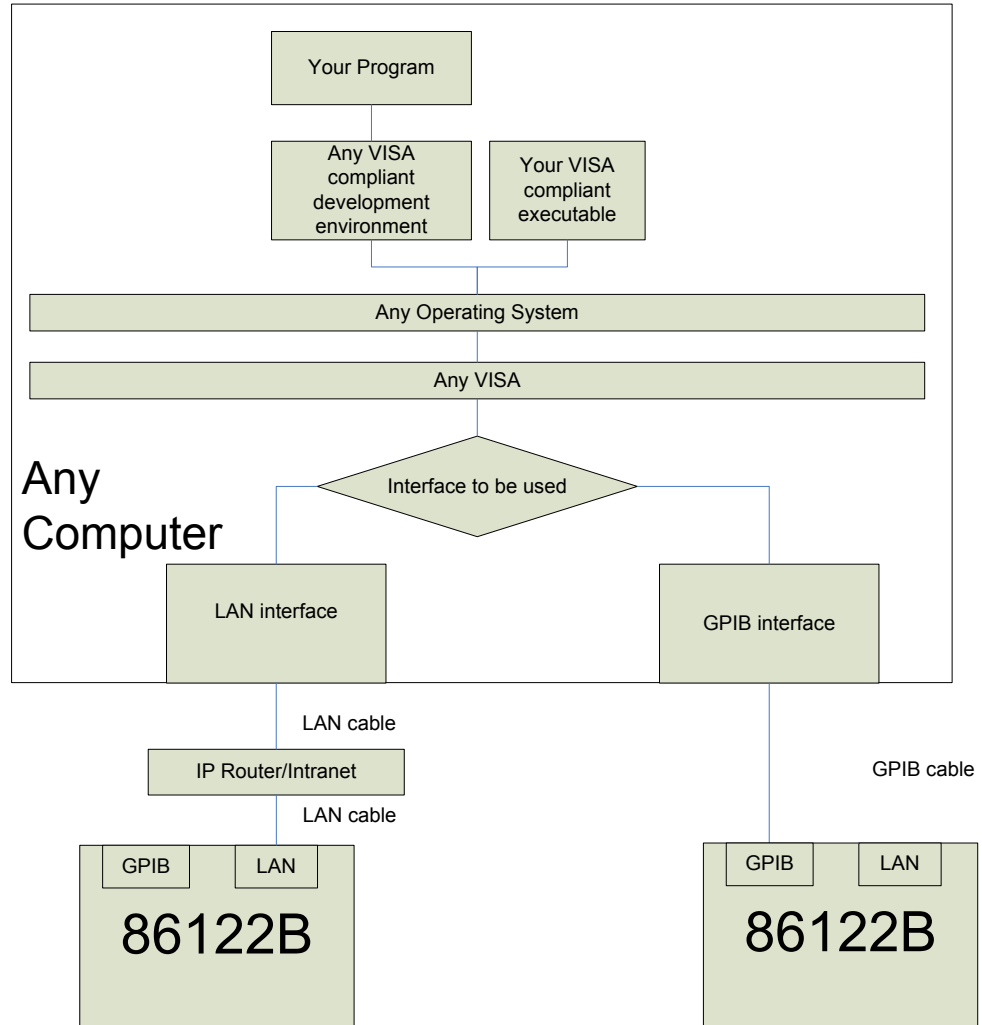 Your Program
Any VISA
compliant
development
environment
Your VISA
compliant
executable
Any Operating System
Any VISA
Interface to be used
Any
Computer
LAN interface
GPIB interface
LAN cable
IP Router/Intranet
LAN cable
GPIB cable
GPIB
LAN
86122B
GPIB
LAN
86122B